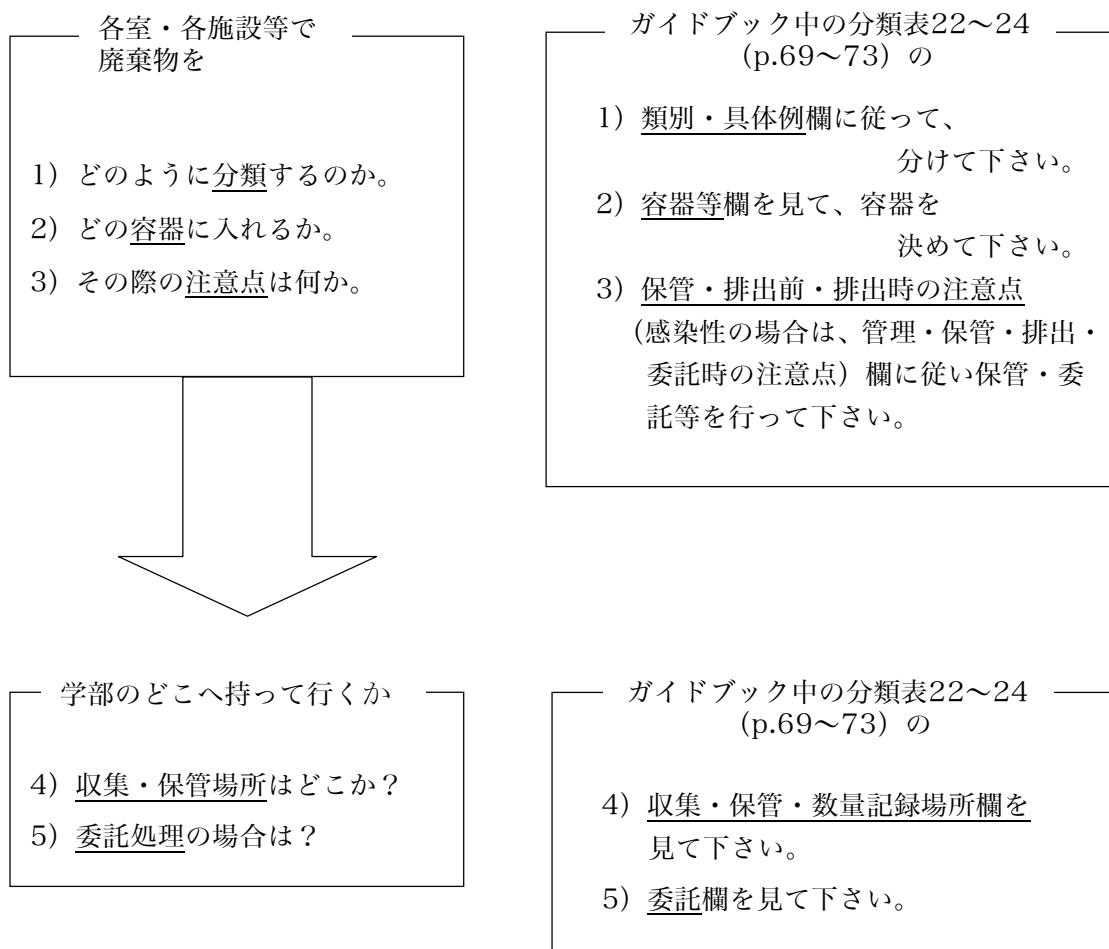 各室・各施設等で
廃棄物を
1）どのように分類するのか。
2）どの容器に入れるか。
3）その際の注意点は何か。
ガイドブック中の分類表22～24
（p.69～73）の
1）類別・具体例欄に従って、
分けて下さい。
2）容器等欄を見て、容器を
決めて下さい。
3）保管・排出前・排出時の注意点
（感染性の場合は、管理・保管・排出・
委託時の注意点）欄に従い保管・委
託等を行って下さい。
学部のどこへ持って行くか
4）収集・保管場所はどこか？
5）委託処理の場合は？
ガイドブック中の分類表22～24
（p.69～73）の
4）収集・保管・数量記録場所欄を
見て下さい。
5）委託欄を見て下さい。